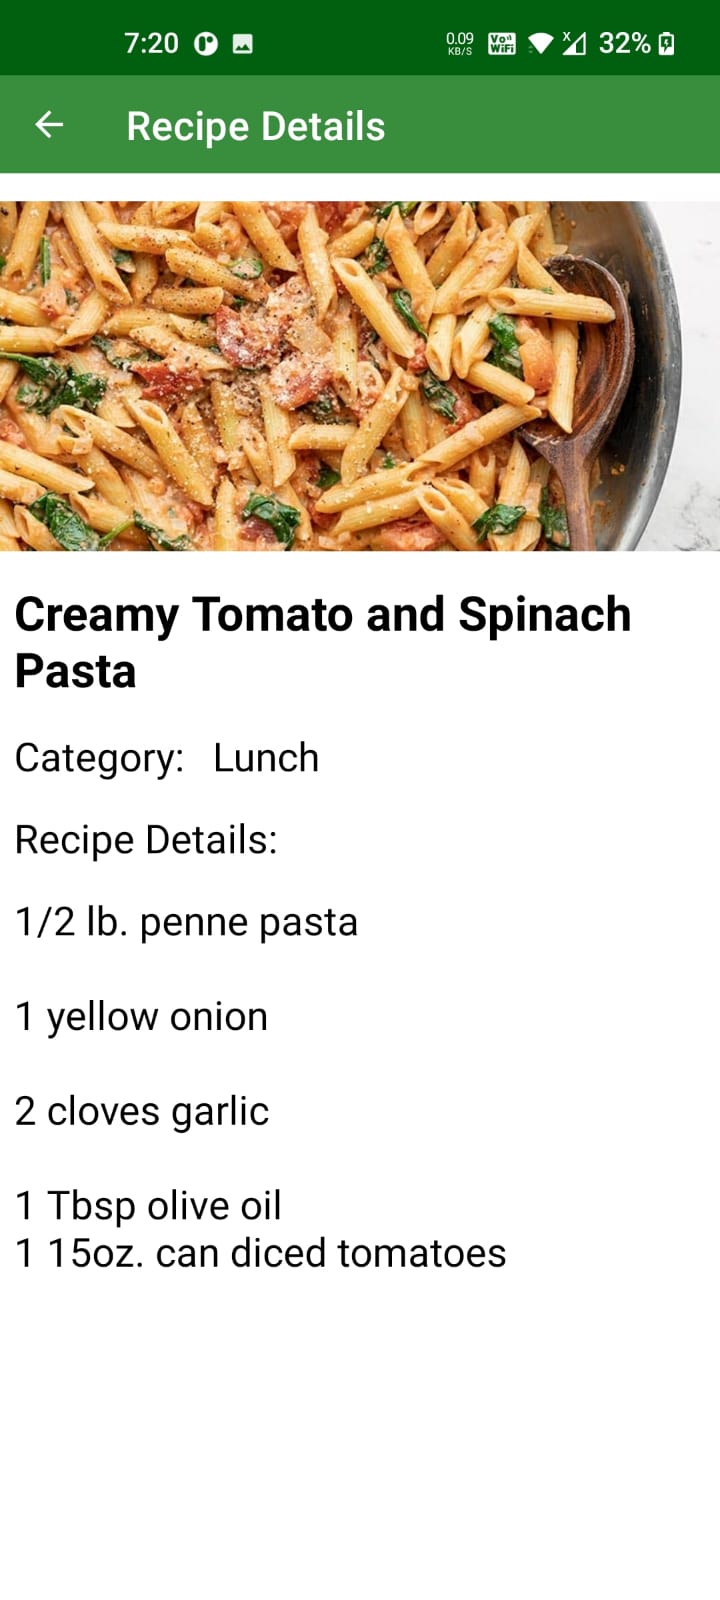 7:20 0.09 KB/S Vo WiFi x 32%
Recipe Details
Creamy Tomato and Spinach
Pasta
Category: Lunch
Recipe Details:
1/2 lb. penne pasta
1 yellow onion
2 cloves garlic
1 Tbsp olive oil
1 15oz. can diced tomatoes